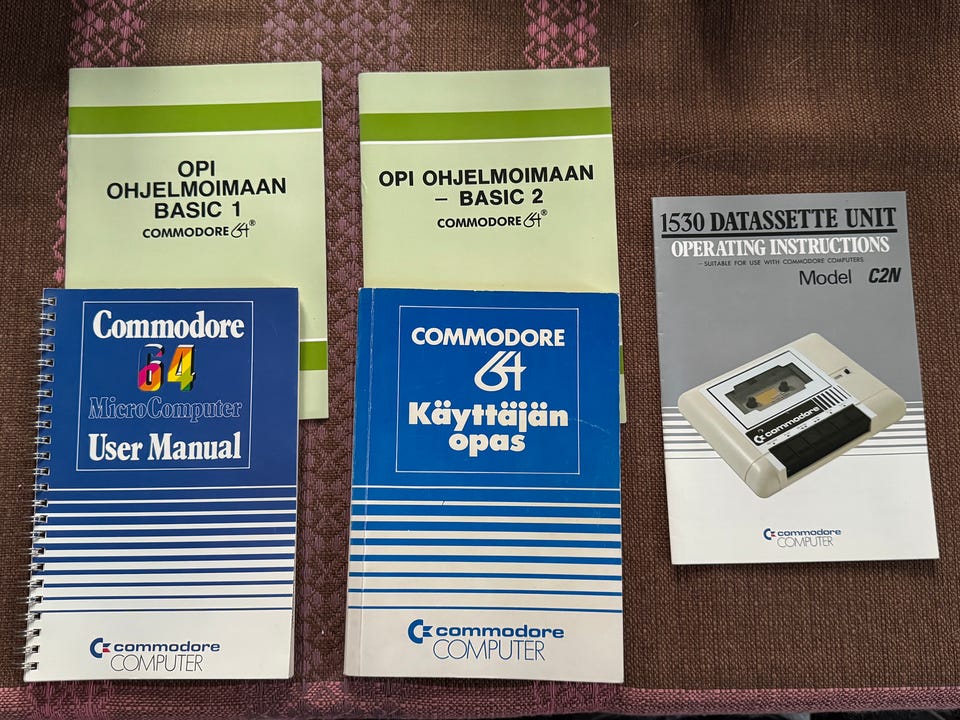 OPI
OHJELMOIMAAN
BASIC 1
COMMODORE 64®
OPI OHJELMOIMAAN
– BASIC 2
COMMODORE 64®
1530 DATASSETTE UNIT
OPERATING INSTRUCTIONS
– SUITABLE FOR USE WITH COMMODORE COMPUTERS
Model C2N
commodore
commodore
COMPUTER
Commodore
64
MicroComputer
User Manual
commodore
COMPUTER
COMMODORE
64
Käyttäjän
opas
commodore
COMPUTER